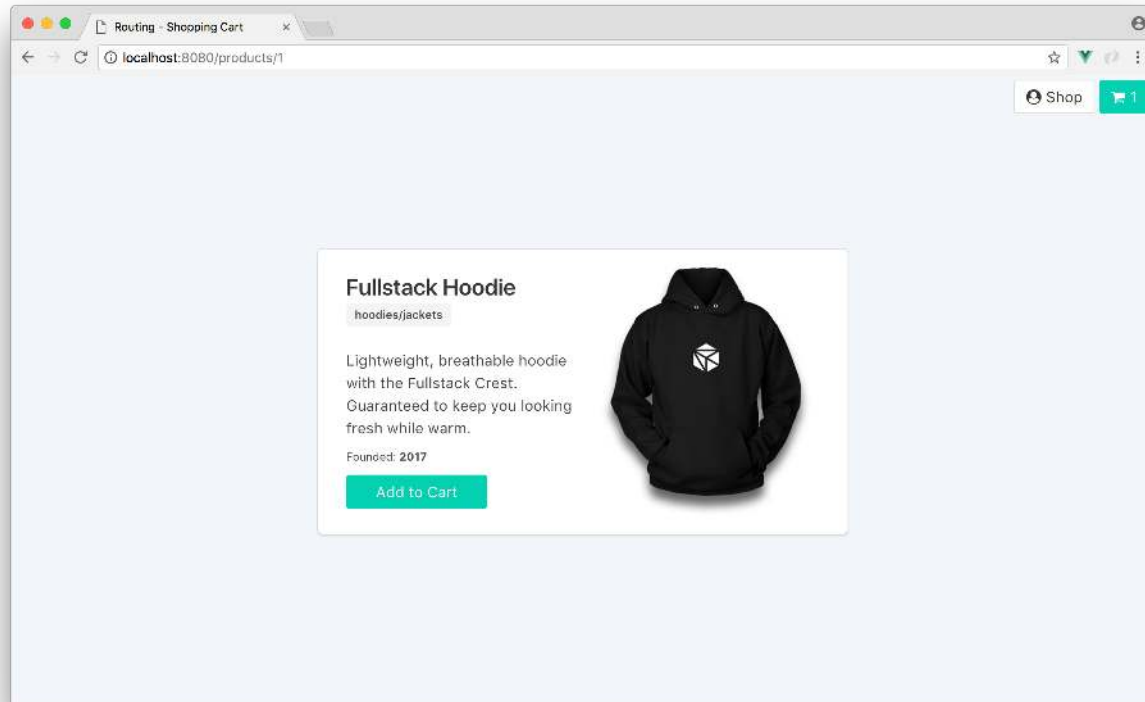 Routing - Shopping Cart
localhost:8080/products/1
Shop
1
Fullstack Hoodie
hoodies/jackets
Lightweight, breathable hoodie
with the Fullstack Crest.
Guaranteed to keep you looking
fresh while warm.
Founded: 2017
Add to Cart